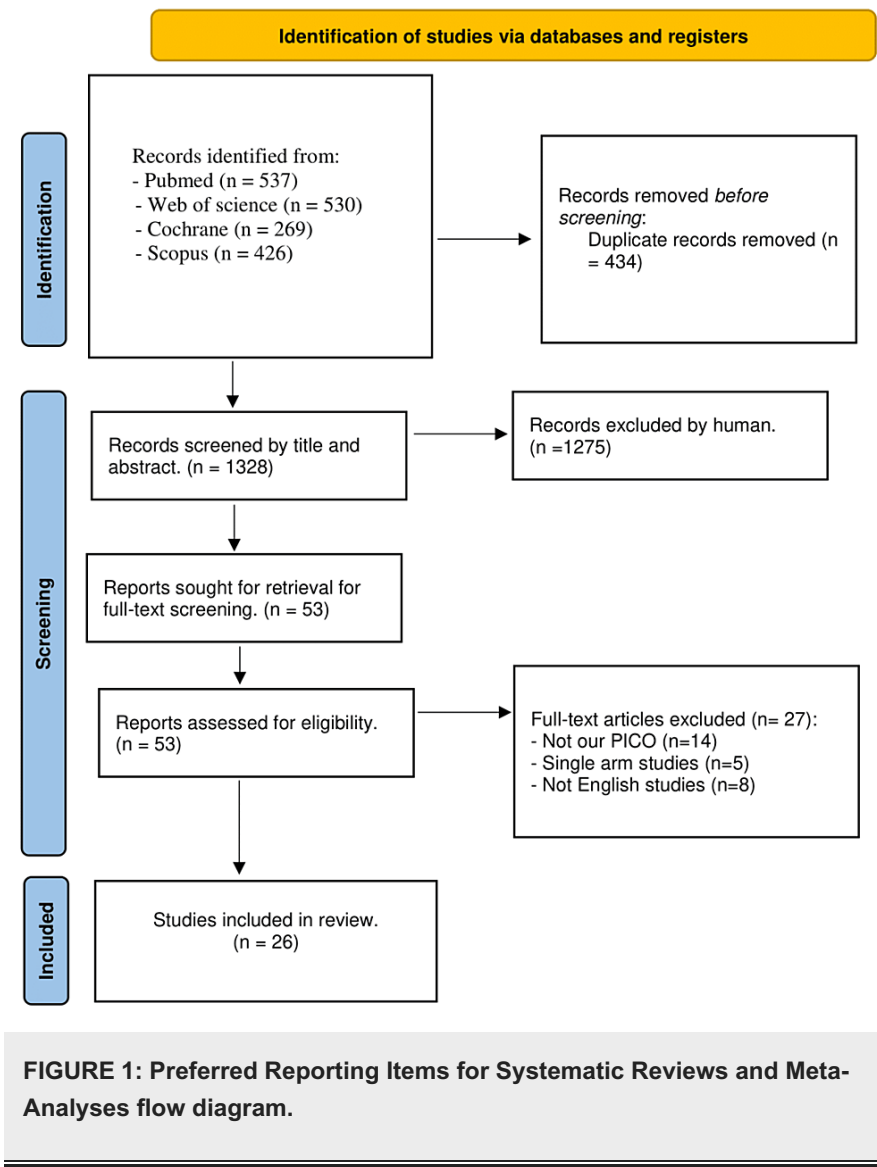 Identification of studies via databases and registers
Identification
Records identified from:
- Pubmed (n = 537)
- Web of science (n = 530)
- Cochrane (n = 269)
- Scopus (n = 426)
Records removed before
screening:
Duplicate records removed (n
= 434)
Screening
Records screened by title and
abstract. (n = 1328)
Records excluded by human.
(n =1275)
Reports sought for retrieval for
full-text screening. (n = 53)
Reports assessed for eligibility.
(n = 53)
Full-text articles excluded (n= 27):
- Not our PICO (n=14)
- Single arm studies (n=5)
- Not English studies (n=8)
Included
Studies included in review.
(n = 26)
FIGURE 1: Preferred Reporting Items for Systematic Reviews and Meta-
Analyses flow diagram.